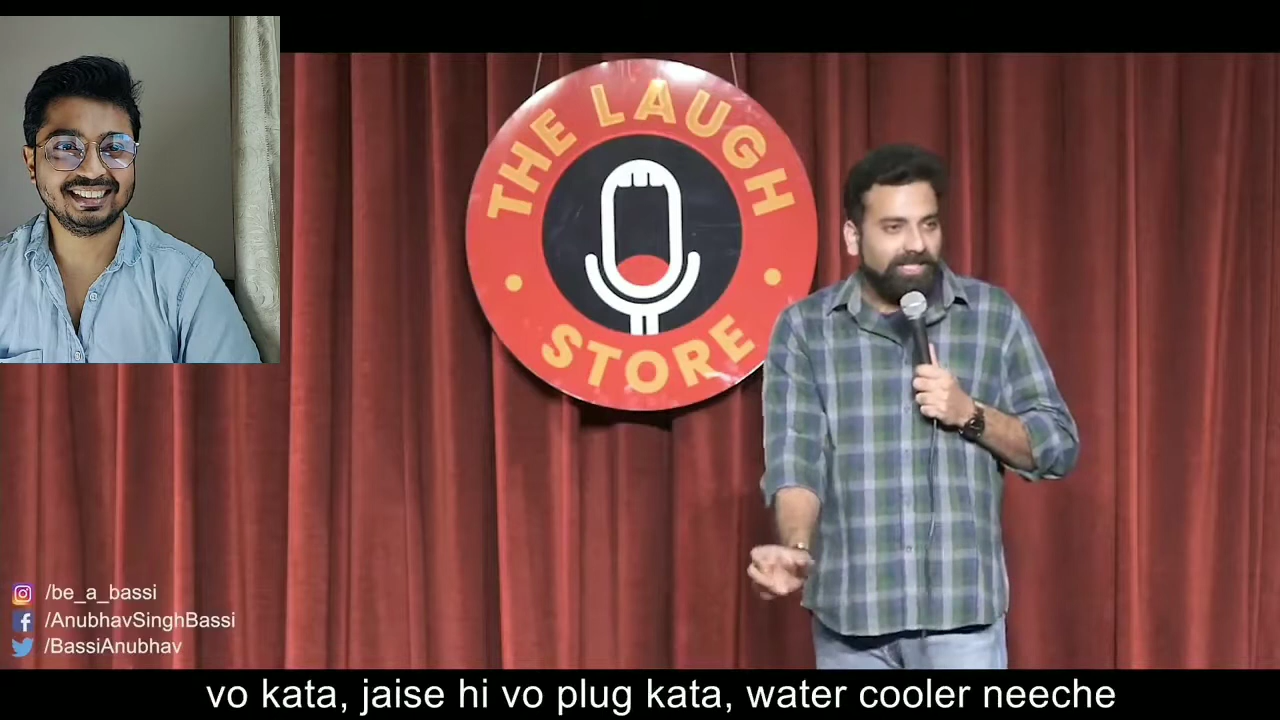 THE LAUGH
STORE
/be_a_bassi
/AnubhavSinghBassi
/BassiAnubhav
vo kata, jaise hi vo plug kata, water cooler neeche